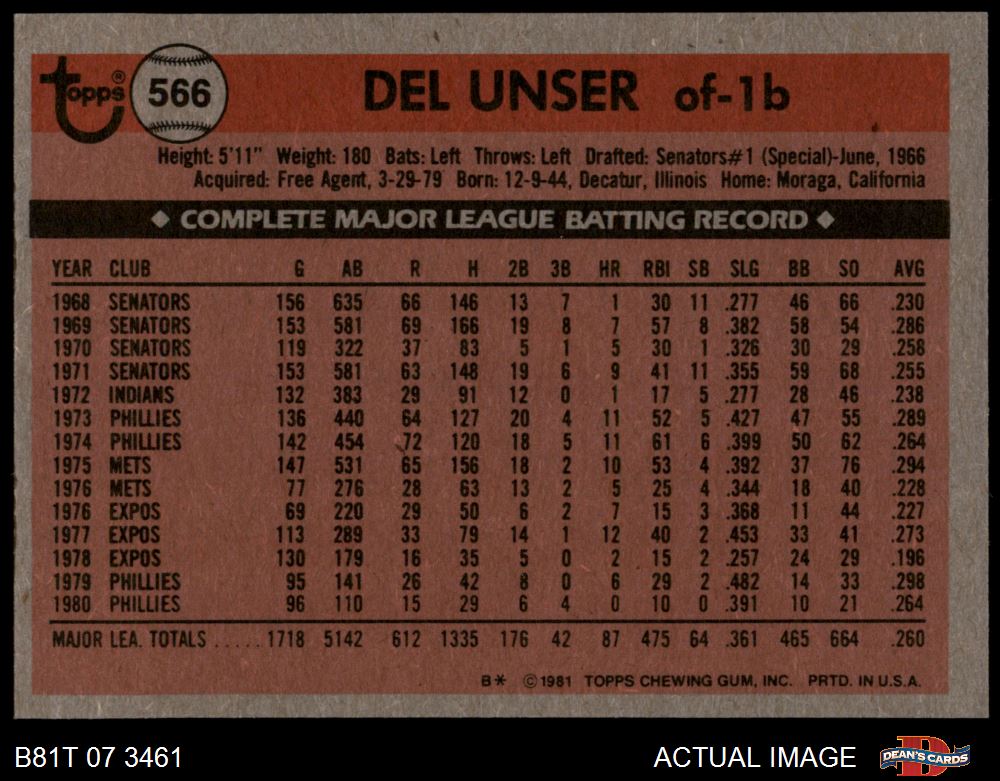 topps® 566 DEL UNSER of-1b
Height: 5'11" Weight: 180 Bats: Left Throws: Left Drafted: Senators#1 (Special)-June, 1966
Acquired: Free Agent, 3-29-79 Born: 12-9-44, Decatur, Illinois Home: Moraga, California
◆ COMPLETE MAJOR LEAGUE BATTING RECORD ◆
YEAR CLUB G AB R H 2B 3B HR RBI SB SLG BB SO AVG
1968 SENATORS 156 635 66 146 13 7 1 30 11 .277 46 66 .230
1969 SENATORS 153 581 69 166 19 8 7 57 8 .382 58 54 .286
1970 SENATORS 119 322 37 83 5 1 5 30 1 .326 30 29 .258
1971 SENATORS 153 581 63 148 19 6 9 41 11 .355 59 68 .255
1972 INDIANS 132 383 29 91 12 0 1 17 5 .277 28 46 .238
1973 PHILLIES 136 440 64 127 20 4 11 52 5 .427 47 55 .289
1974 PHILLIES 142 454 72 120 18 5 11 61 6 .399 50 62 .264
1975 METS 147 531 65 156 18 2 10 53 4 .392 37 76 .294
1976 METS 77 276 28 63 13 2 5 25 4 .344 18 40 .228
1976 EXPOS 69 220 29 50 6 2 7 15 3 .368 11 44 .227
1977 EXPOS 113 289 33 79 14 1 12 40 2 .453 33 41 .273
1978 EXPOS 130 179 16 35 5 0 2 15 2 .257 24 29 .196
1979 PHILLIES 95 141 26 42 8 0 6 29 2 .482 14 33 .298
1980 PHILLIES 96 110 15 29 6 4 0 10 0 .391 10 21 .264
MAJOR LEA. TOTALS ..... 1718 5142 612 1335 176 42 87 475 64 .361 465 664 .260
B* ©1981 TOPPS CHEWING GUM, INC. PRTD. IN U.S.A.
B81T 07 3461 ACTUAL IMAGE D DEAN'S CARDS